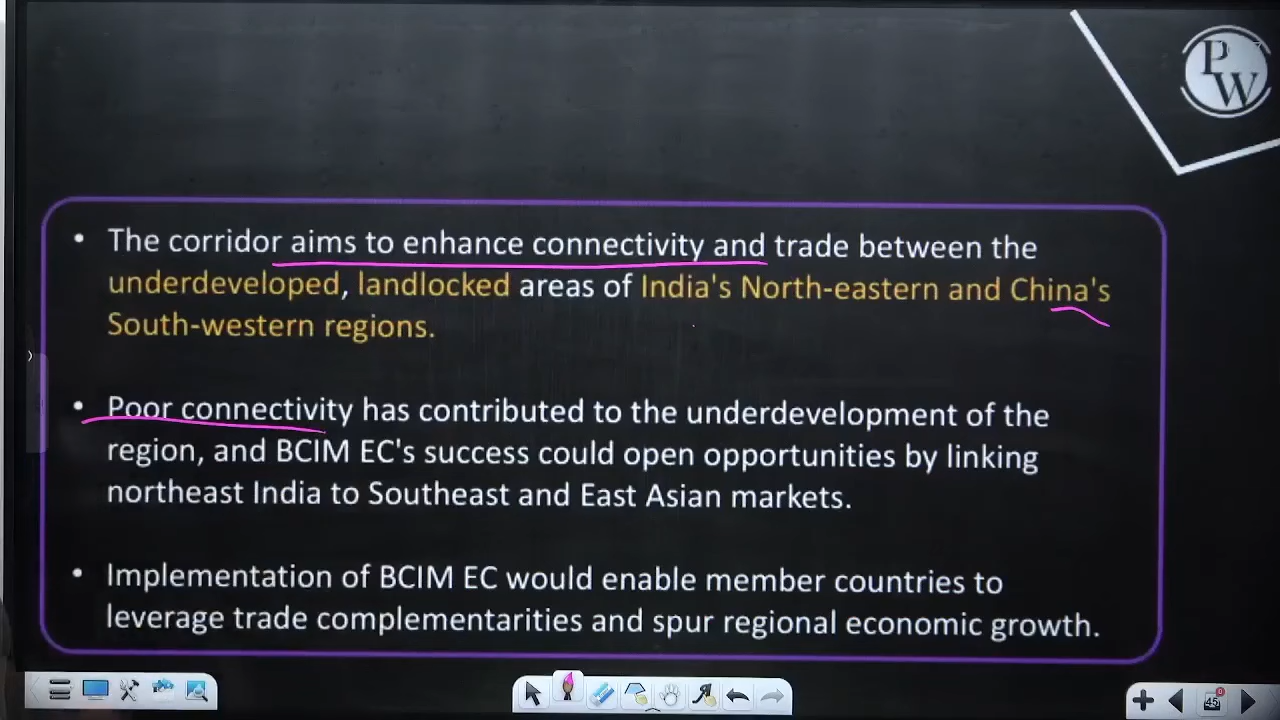 PW
• The corridor aims to enhance connectivity and trade between the
underdeveloped, landlocked areas of India's North-eastern and China's
South-western regions.
• Poor connectivity has contributed to the underdevelopment of the
region, and BCIM EC's success could open opportunities by linking
northeast India to Southeast and East Asian markets.
• Implementation of BCIM EC would enable member countries to
leverage trade complementarities and spur regional economic growth.
45